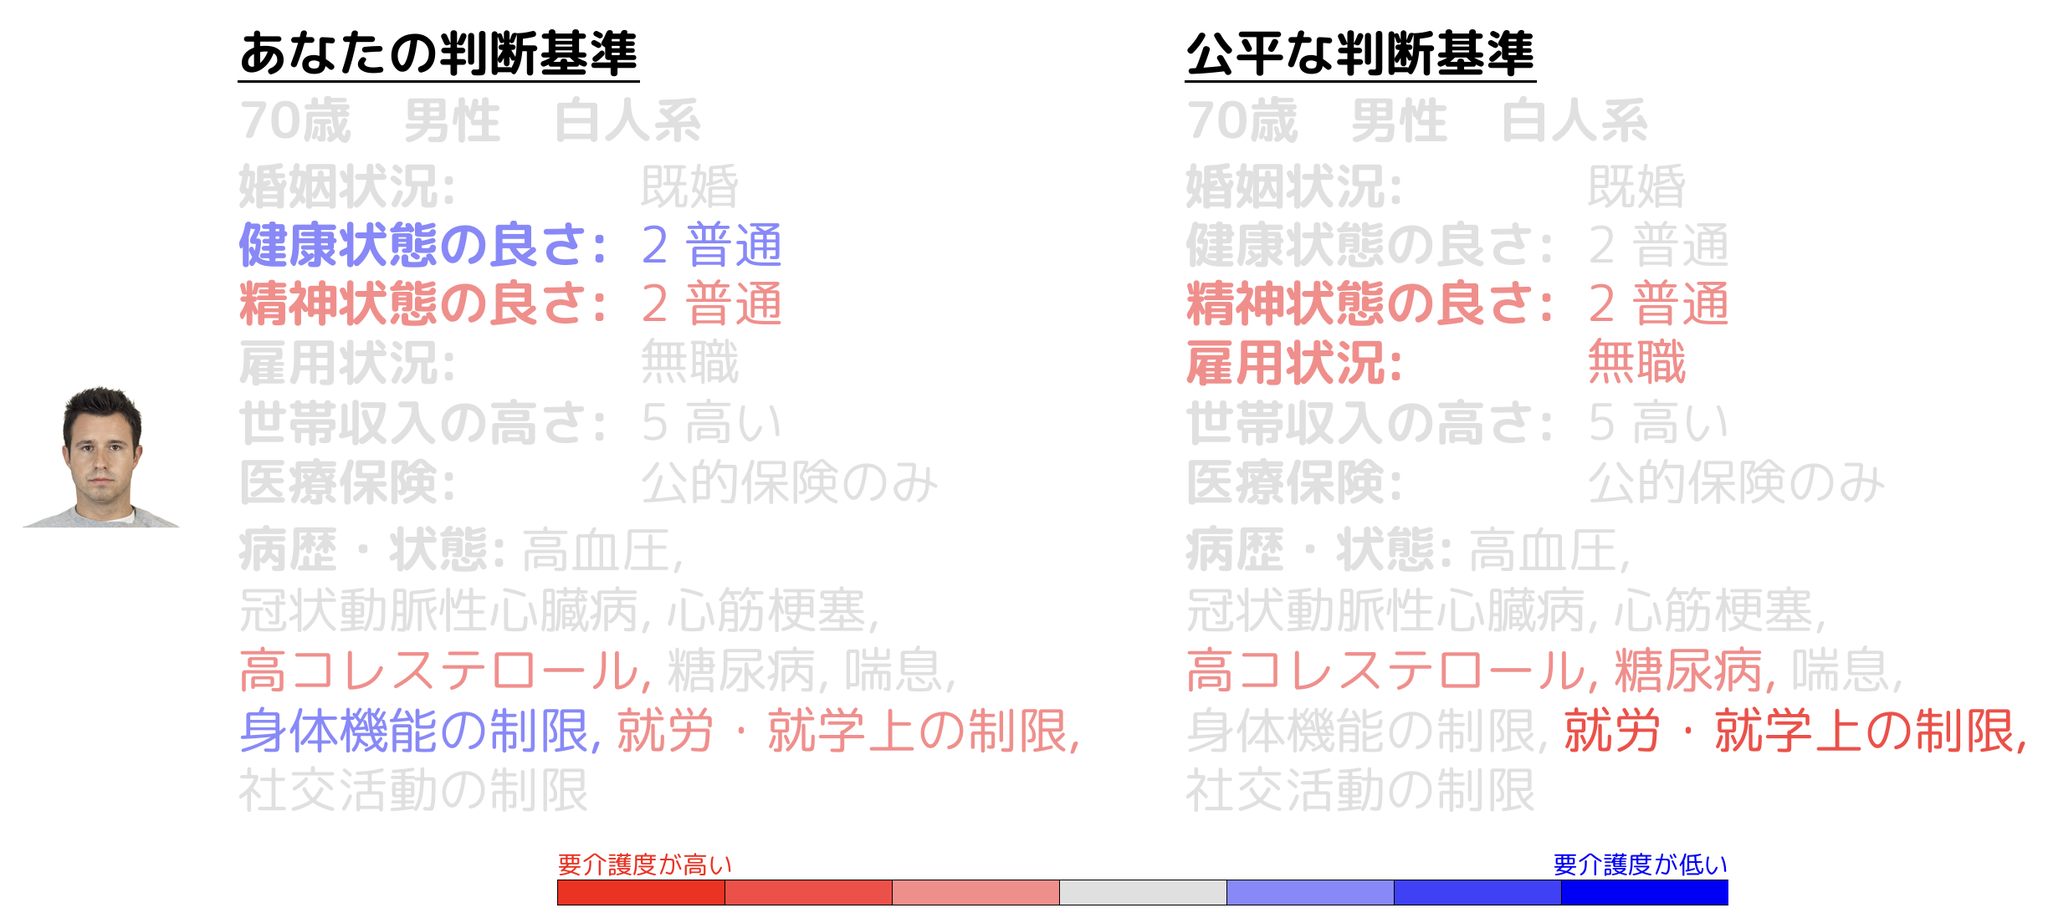 あなたの判断基準
70歳 男性 白人系
婚姻状況: 既婚
健康状態の良さ: 2 普通
精神状態の良さ: 2 普通
雇用状況: 無職
世帯収入の高さ: 5 高い
医療保険: 公的保険のみ
病歴・状態: 高血圧,
冠状動脈性心臓病, 心筋梗塞,
高コレステロール, 糖尿病, 喘息,
身体機能の制限, 就労・就学上の制限,
社交活動の制限
公平な判断基準
70歳 男性 白人系
婚姻状況: 既婚
健康状態の良さ: 2 普通
精神状態の良さ: 2 普通
雇用状況: 無職
世帯収入の高さ: 5 高い
医療保険: 公的保険のみ
病歴・状態: 高血圧,
冠状動脈性心臓病, 心筋梗塞,
高コレステロール, 糖尿病, 喘息,
身体機能の制限, 就労・就学上の制限,
社交活動の制限
要介護度が高い
要介護度が低い